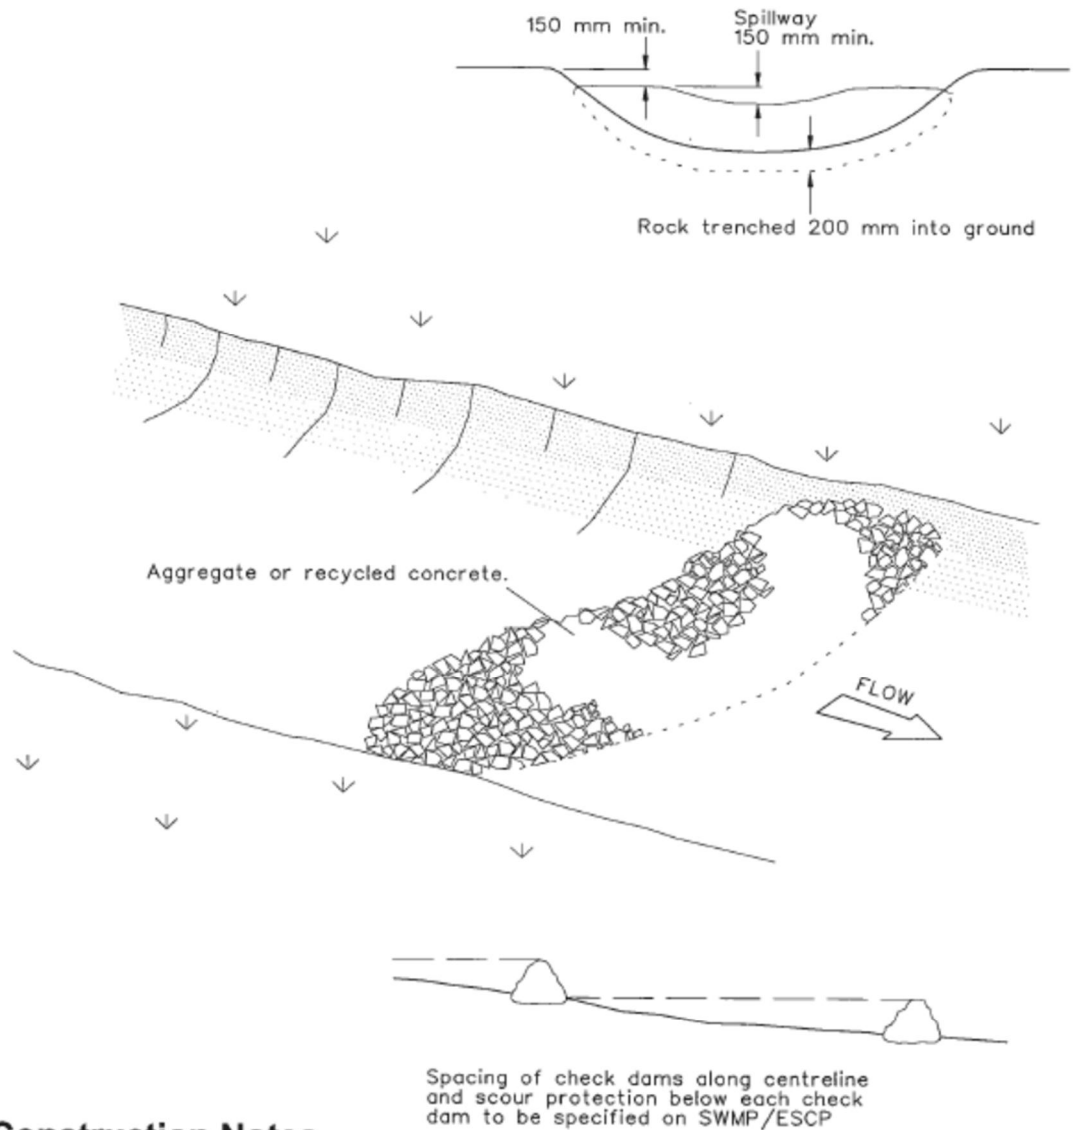 150 mm min.
Spillway
150 mm min.
Rock trenched 200 mm into ground
Aggregate or recycled concrete.
FLOW
Spacing of check dams along centreline
and scour protection below each check
dam to be specified on SWMP/ESCP
Construction Notes